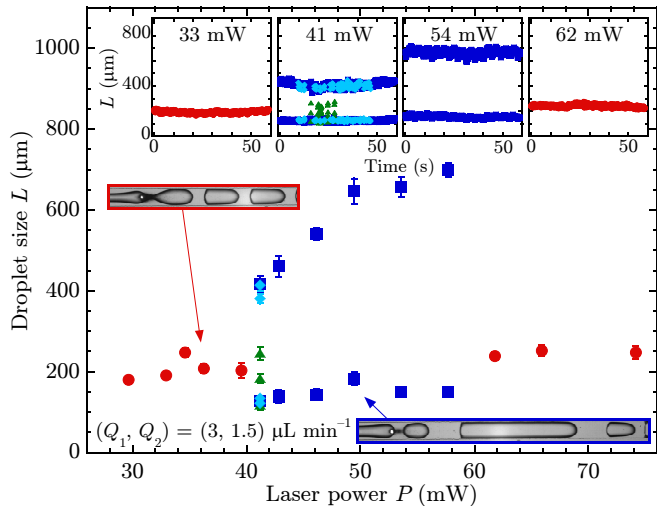 33 mW
41 mW
54 mW
62 mW
L (μm)
800
400
0
0 50
0 50
0 50
0 50
Time (s)
Droplet size L (μm)
1000
800
600
400
200
0
(Q₁, Q₂) = (3, 1.5) μL min⁻¹
30 40 50 60 70
Laser power P (mW)